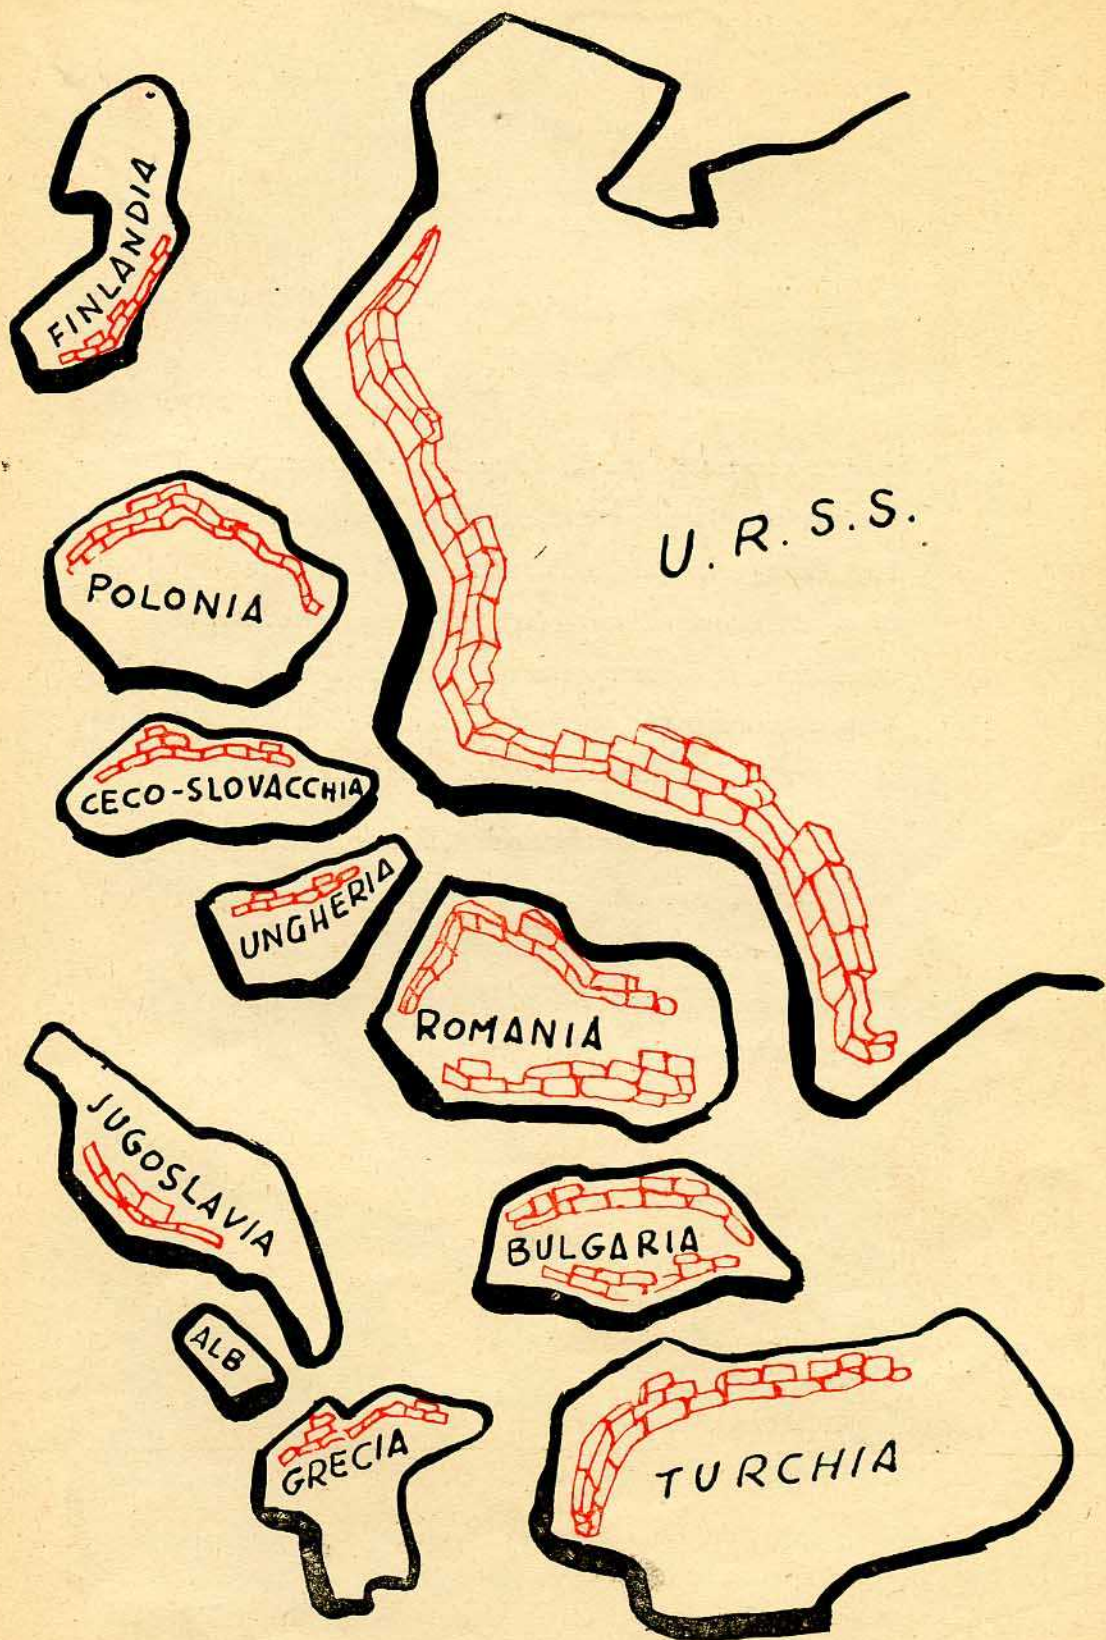 FINLANDIA
U.R.S.S.
POLONIA
CECO-SLOVACCHIA
UNGHERIA
ROMANIA
JUGOSLAVIA
BULGARIA
ALB
GRECIA
TURCHIA